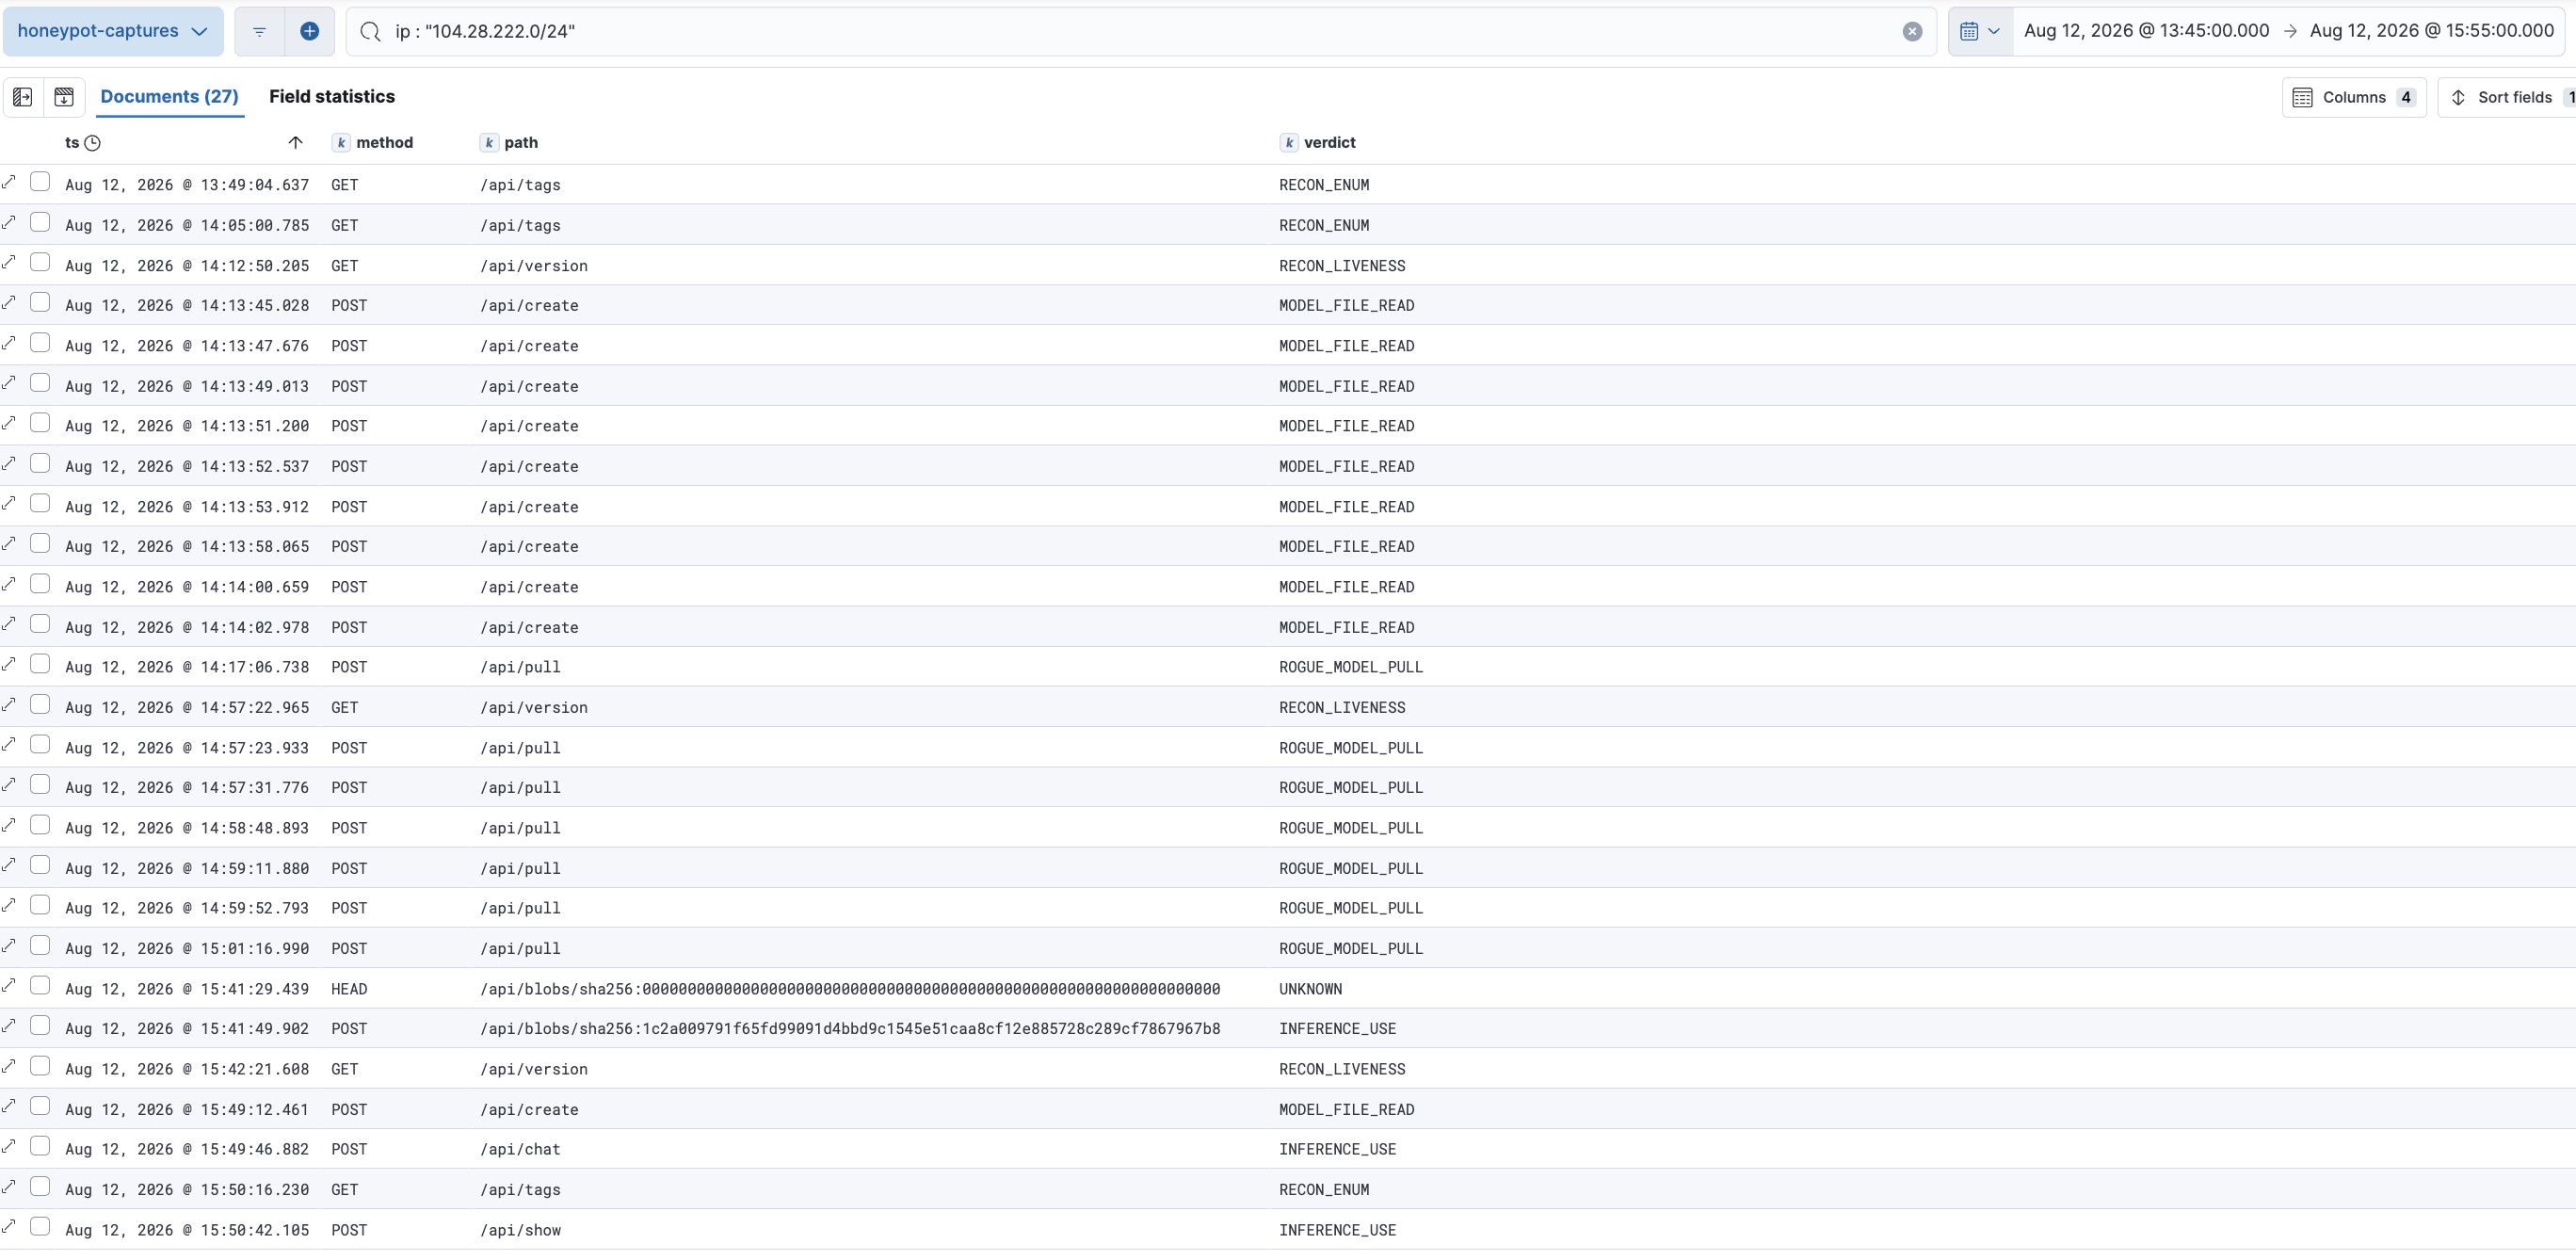 honeypot-captures ip : "104.28.222.0/24" Aug 12, 2026 @ 13:45:00.000 → Aug 12, 2026 @ 15:55:00.000
Documents (27) Field statistics Columns 4 Sort fields 1
ts k method k path k verdict
Aug 12, 2026 @ 13:49:04.637 GET /api/tags RECON_ENUM
Aug 12, 2026 @ 14:05:00.785 GET /api/tags RECON_ENUM
Aug 12, 2026 @ 14:12:50.205 GET /api/version RECON_LIVENESS
Aug 12, 2026 @ 14:13:45.028 POST /api/create MODEL_FILE_READ
Aug 12, 2026 @ 14:13:47.676 POST /api/create MODEL_FILE_READ
Aug 12, 2026 @ 14:13:49.013 POST /api/create MODEL_FILE_READ
Aug 12, 2026 @ 14:13:51.200 POST /api/create MODEL_FILE_READ
Aug 12, 2026 @ 14:13:52.537 POST /api/create MODEL_FILE_READ
Aug 12, 2026 @ 14:13:53.912 POST /api/create MODEL_FILE_READ
Aug 12, 2026 @ 14:13:58.065 POST /api/create MODEL_FILE_READ
Aug 12, 2026 @ 14:14:00.659 POST /api/create MODEL_FILE_READ
Aug 12, 2026 @ 14:14:02.978 POST /api/create MODEL_FILE_READ
Aug 12, 2026 @ 14:17:06.738 POST /api/pull ROGUE_MODEL_PULL
Aug 12, 2026 @ 14:57:22.965 GET /api/version RECON_LIVENESS
Aug 12, 2026 @ 14:57:23.933 POST /api/pull ROGUE_MODEL_PULL
Aug 12, 2026 @ 14:57:31.776 POST /api/pull ROGUE_MODEL_PULL
Aug 12, 2026 @ 14:58:48.893 POST /api/pull ROGUE_MODEL_PULL
Aug 12, 2026 @ 14:59:11.880 POST /api/pull ROGUE_MODEL_PULL
Aug 12, 2026 @ 14:59:52.793 POST /api/pull ROGUE_MODEL_PULL
Aug 12, 2026 @ 15:01:16.990 POST /api/pull ROGUE_MODEL_PULL
Aug 12, 2026 @ 15:41:29.439 HEAD /api/blobs/sha256:0000000000000000000000000000000000000000000000000000000000000000 UNKNOWN
Aug 12, 2026 @ 15:41:49.902 POST /api/blobs/sha256:1c2a009791f65fd99091d4bbd9c1545e51caa8cf12e885728c289cf7867967b8 INFERENCE_USE
Aug 12, 2026 @ 15:42:21.608 GET /api/version RECON_LIVENESS
Aug 12, 2026 @ 15:49:12.461 POST /api/create MODEL_FILE_READ
Aug 12, 2026 @ 15:49:46.882 POST /api/chat INFERENCE_USE
Aug 12, 2026 @ 15:50:16.230 GET /api/tags RECON_ENUM
Aug 12, 2026 @ 15:50:42.105 POST /api/show INFERENCE_USE